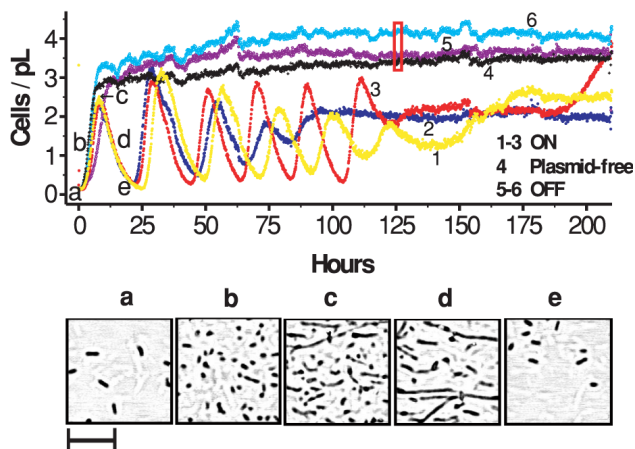 Cells / pL
4
3
2
1
0
6
5
4
3
2
1
c
b
d
a
e
1-3 ON
4 Plasmid-free
5-6 OFF
0 25 50 75 100 125 150 175 200
Hours
a b c d e